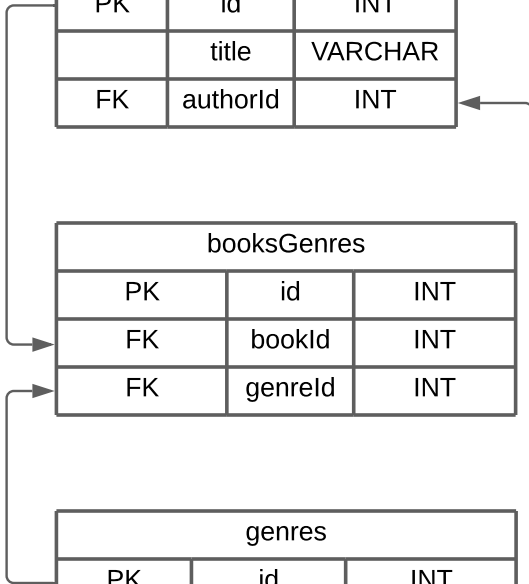 PK id INT
title VARCHAR
FK authorId INT
booksGenres
PK id INT
FK bookId INT
FK genreId INT
genres
PK id INT